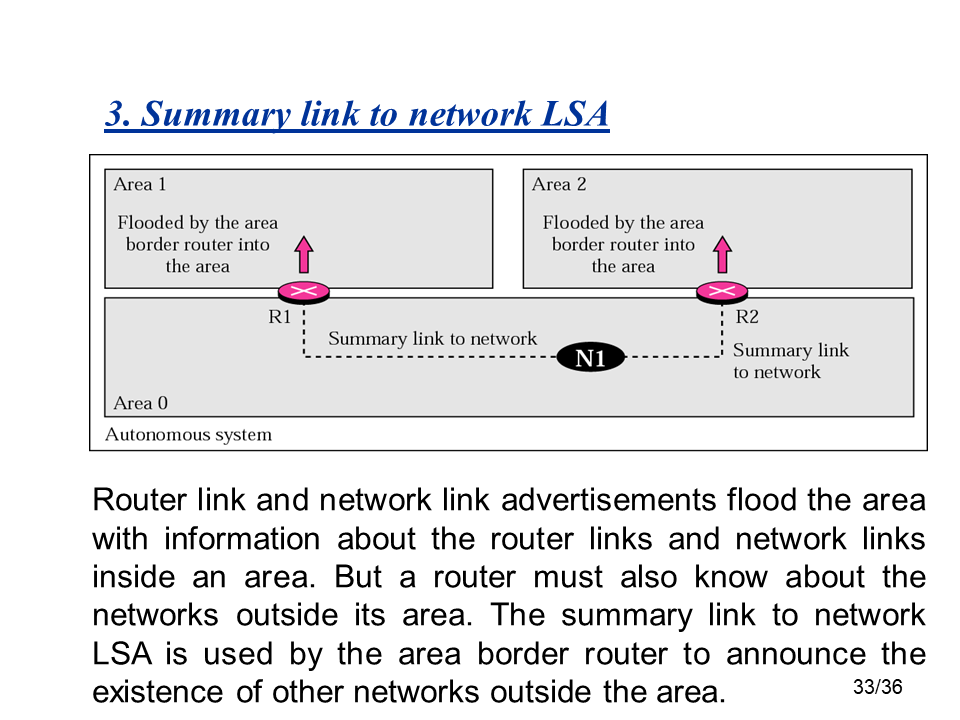 3. Summary link to network LSA
Area 1
Flooded by the area
border router into
the area
Area 2
Flooded by the area
border router into
the area
R1
R2
Summary link to network
N1
Summary link
to network
Area 0
Autonomous system
Router link and network link advertisements flood the area
with information about the router links and network links
inside an area. But a router must also know about the
networks outside its area. The summary link to network
LSA is used by the area border router to announce the
existence of other networks outside the area.
33/36